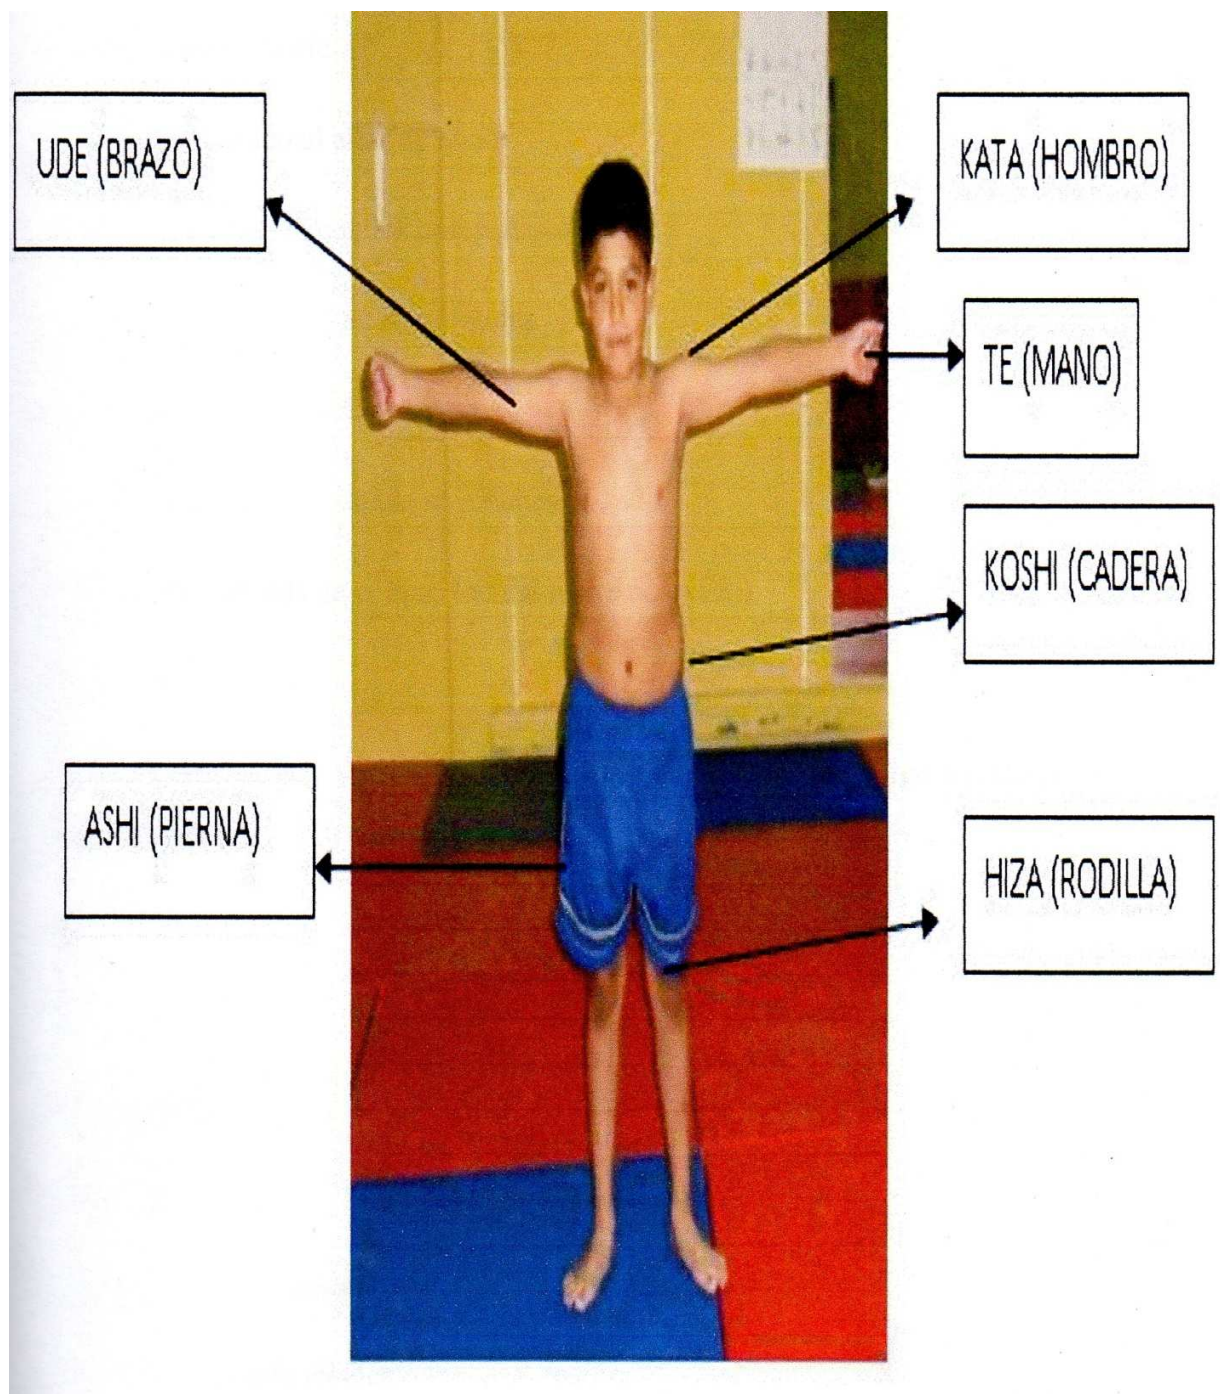 UDE (BRAZO)
KATA (HOMBRO)
TE (MANO)
KOSHI (CADERA)
ASHI (PIERNA)
HIZA (RODILLA)